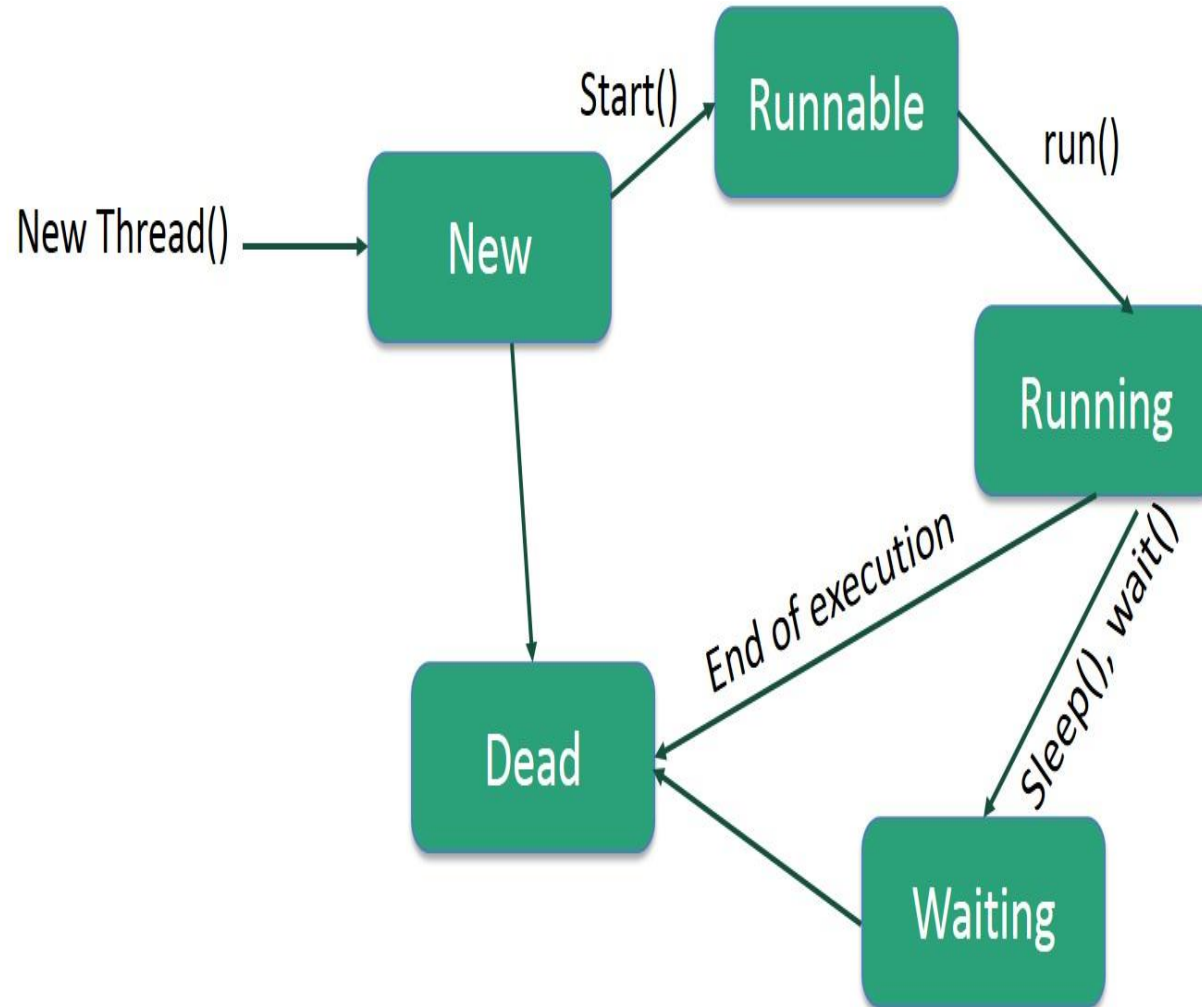 New Thread()
New
Start()
Runnable
run()
Running
End of execution
Sleep(), wait()
Dead
Waiting